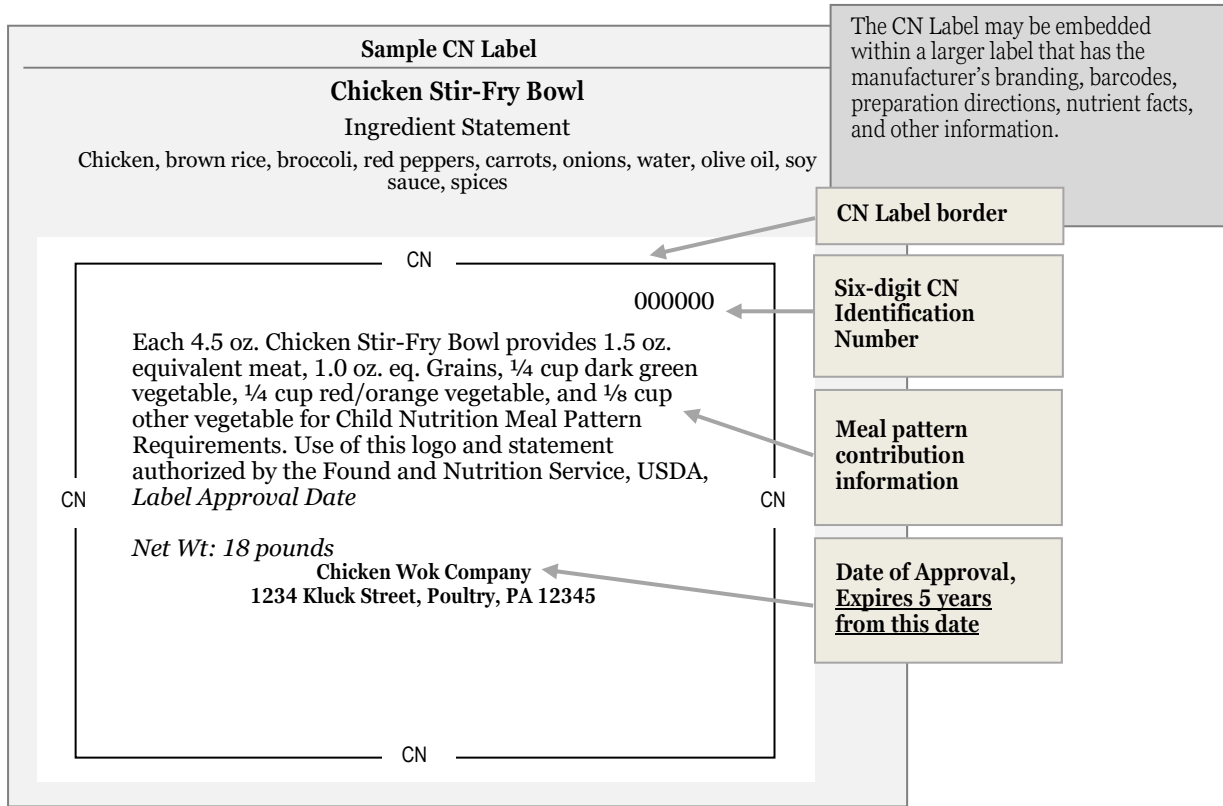 Sample CN Label
Chicken Stir-Fry Bowl
Ingredient Statement
Chicken, brown rice, broccoli, red peppers, carrots, onions, water, olive oil, soy
sauce, spices
The CN Label may be embedded
within a larger label that has the
manufacturer's branding, barcodes,
preparation directions, nutrient facts,
and other information.
CN Label border
CN
000000
Six-digit CN
Identification
Number
Each 4.5 oz. Chicken Stir-Fry Bowl provides 1.5 oz.
equivalent meat, 1.0 oz. eq. Grains, ¼ cup dark green
vegetable, ¼ cup red/orange vegetable, and ⅛ cup
other vegetable for Child Nutrition Meal Pattern
Requirements. Use of this logo and statement
authorized by the Found and Nutrition Service, USDA,
Label Approval Date
Meal pattern
contribution
information
CN
CN
Net Wt: 18 pounds
Chicken Wok Company
1234 Kluck Street, Poultry, PA 12345
Date of Approval,
Expires 5 years
from this date
CN